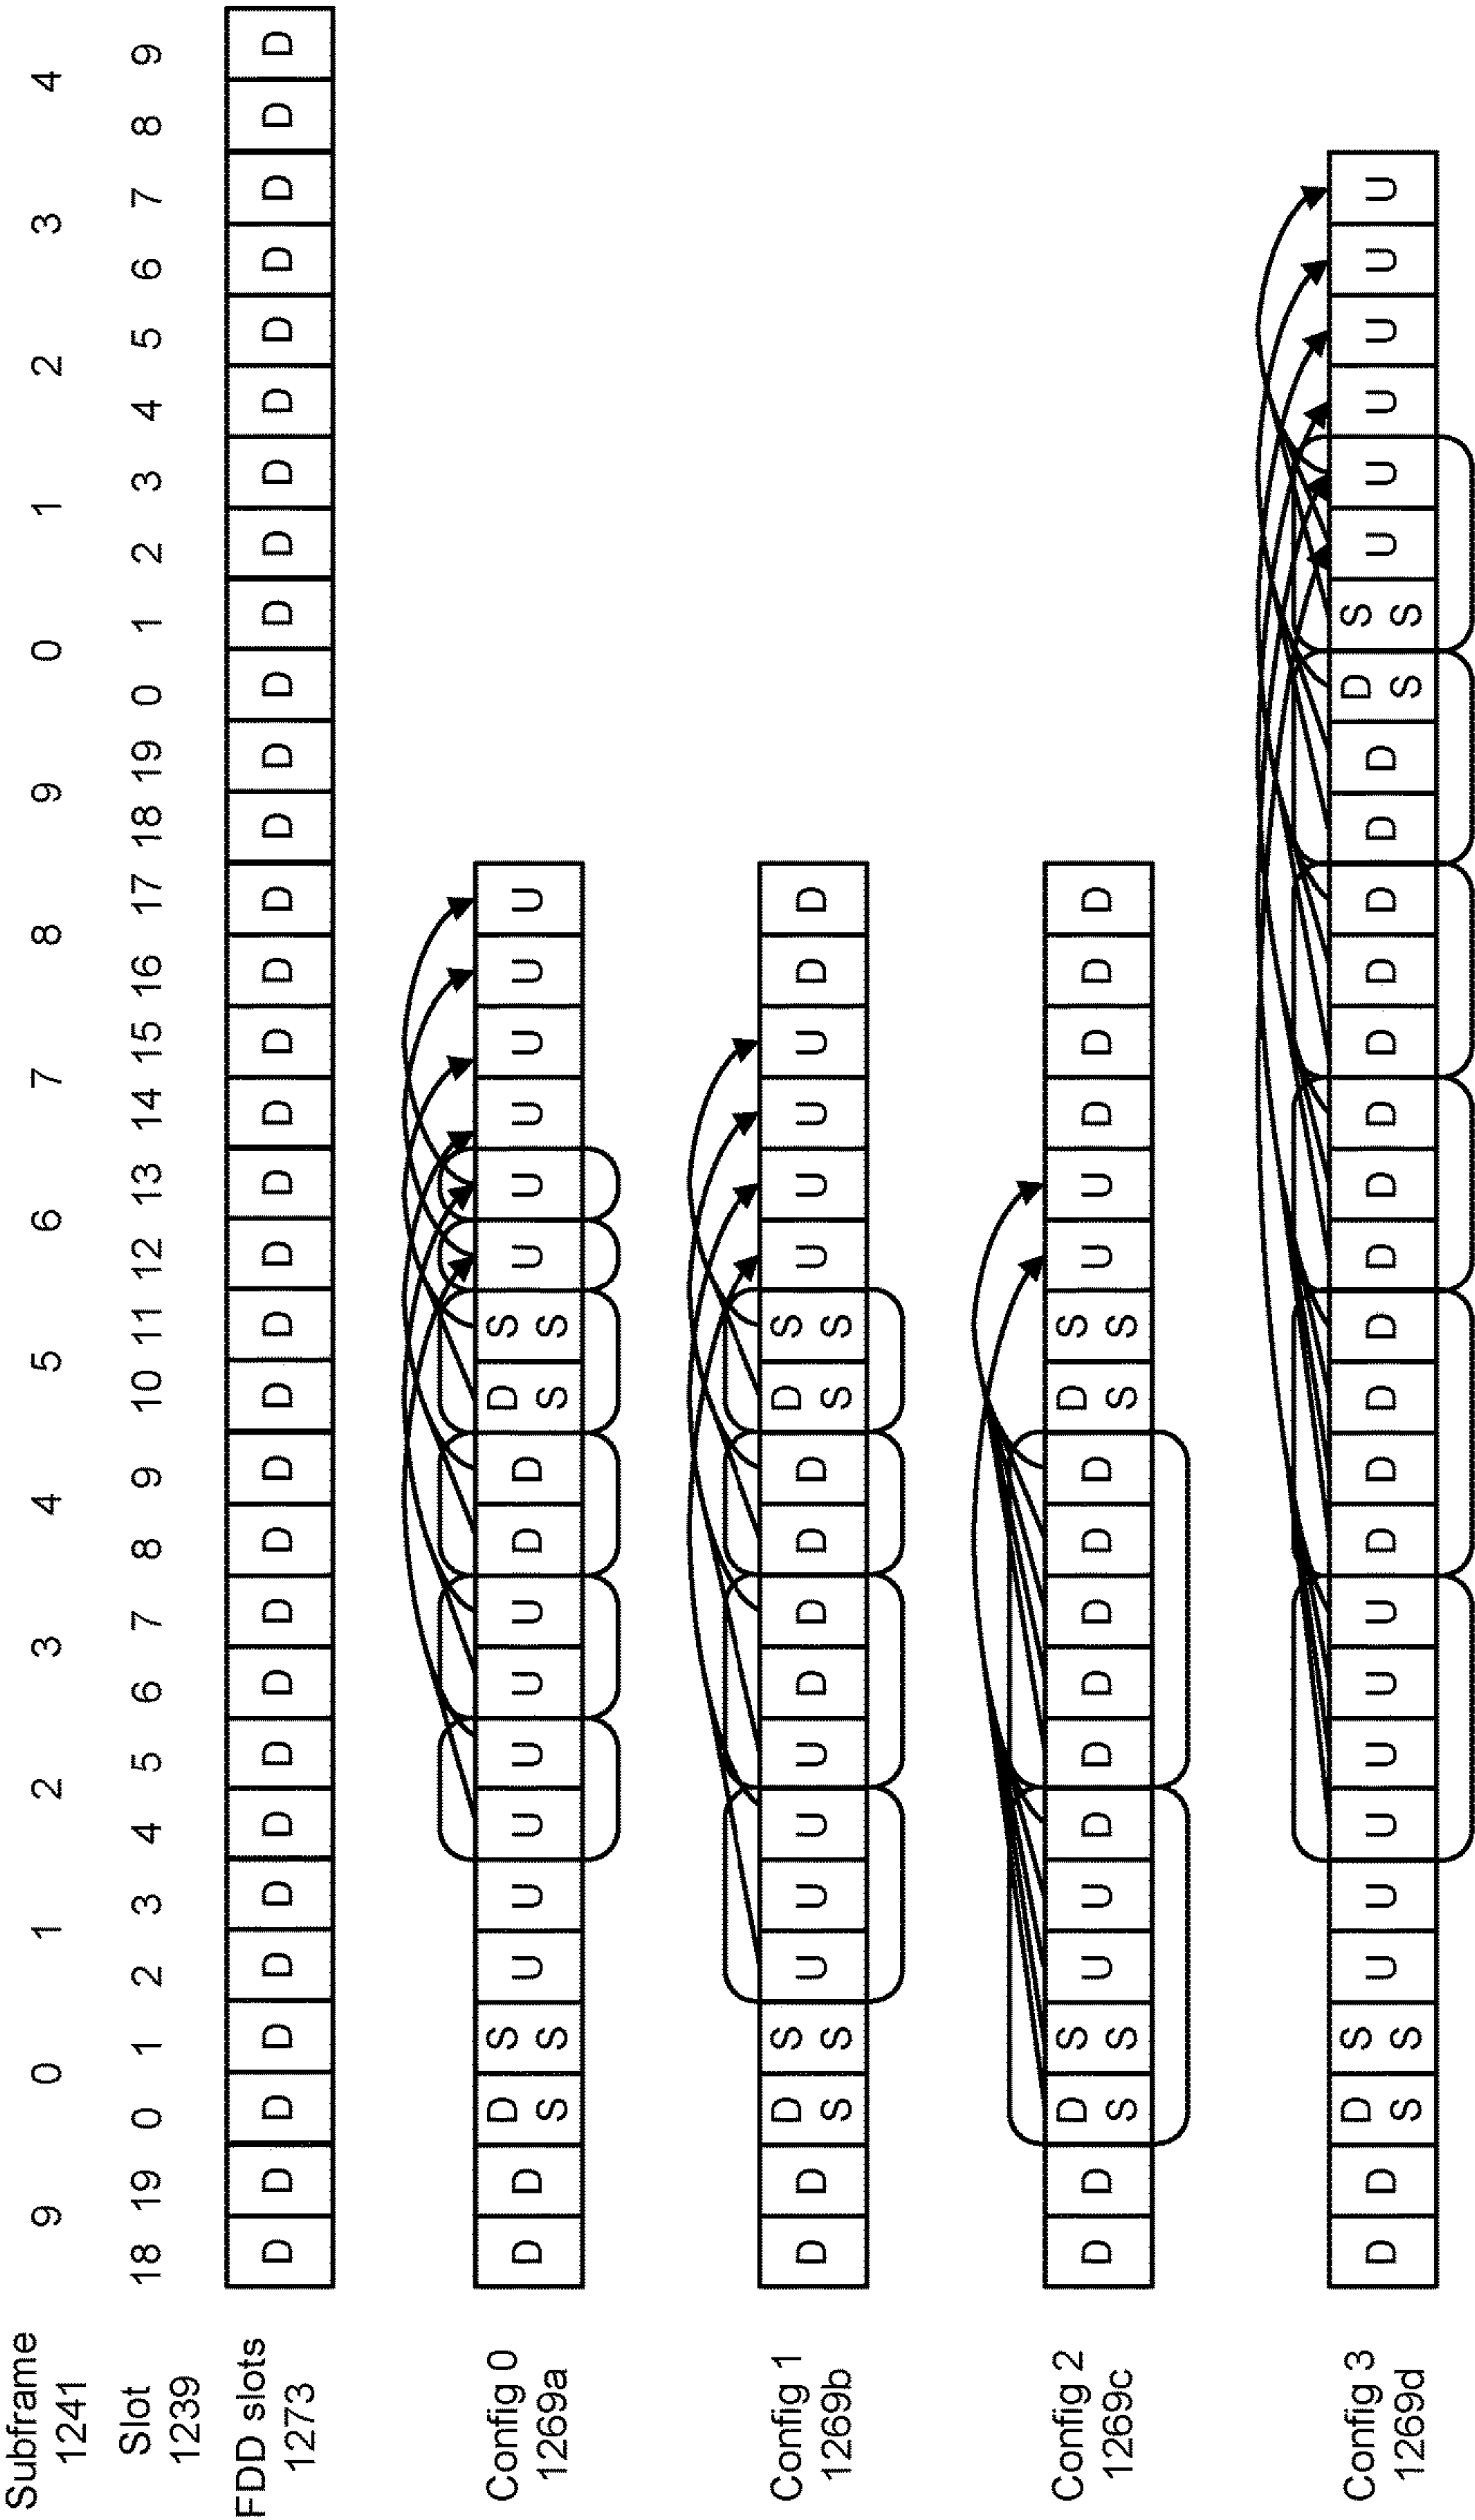 Subframe 9 0 1 2 3 4 5 6 7 8 9 0 1 2 3 4
1241
Slot 18 19 0 1 2 3 4 5 6 7 8 9 10 11 12 13 14 15 16 17 18 19 0 1 2 3 4 5 6 7 8 9
1239
FDD slots D D D D D D D D D D D D D D D D D D D D D D D D D D D D D D D D
1273
Config 0 D D D S S S U U U U U U D D D S S S U U U U U U
1269a
Config 1 D D D S S S U U U U D D D D D S S S U U U U D D
1269b
Config 2 D D D S S S U U D D D D D D D S S S U U D D D D
1269c
Config 3 D D D S S S U U U U U U D D D D D D D D D D D D D S S S U U U U U U
1269d